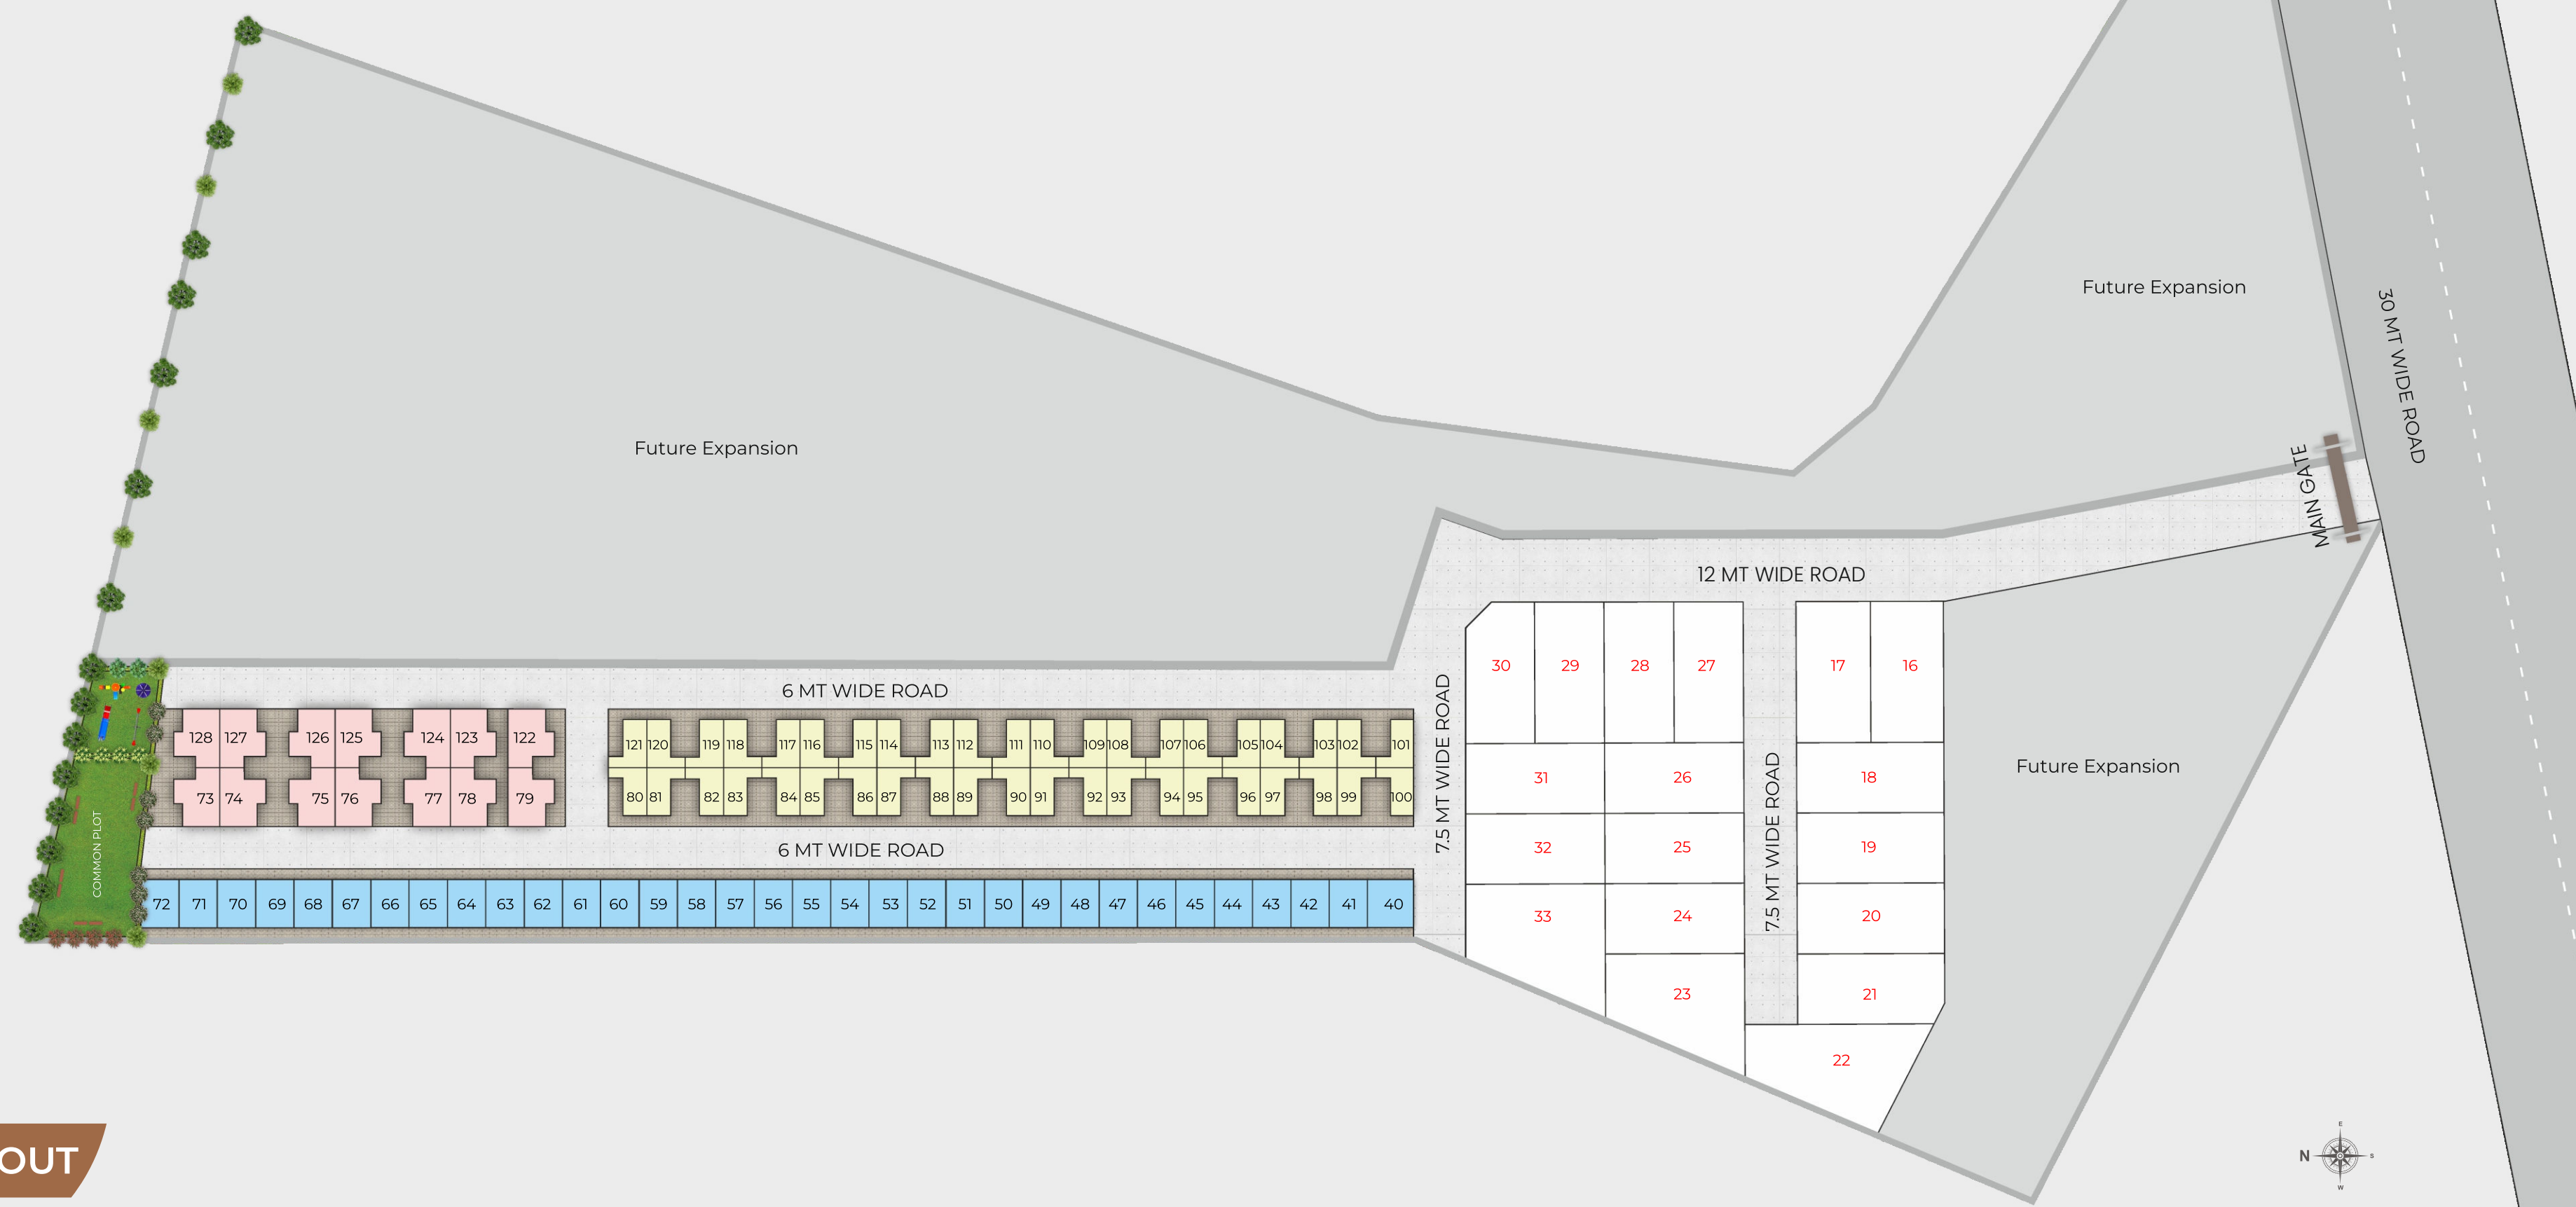 Future Expansion
30 MT WIDE ROAD
Future Expansion
MAIN GATE
12 MT WIDE ROAD
30 29 28 27 17 16
6 MT WIDE ROAD
7.5 MT WIDE ROAD
128 127 126 125 124 123 122
121 120 119 118 117 116 115 114 113 112 111 110 109 108 107 106 105 104 103 102 101
73 74 75 76 77 78 79
80 81 82 83 84 85 86 87 88 89 90 91 92 93 94 95 96 97 98 99 100
Future Expansion
7.5 MT WIDE ROAD
31 26 18
32 25 19
33 24 20
23 21
22
COMMON PLOT
6 MT WIDE ROAD
72 71 70 69 68 67 66 65 64 63 62 61 60 59 58 57 56 55 54 53 52 51 50 49 48 47 46 45 44 43 42 41 40
OUT
E
N S
W